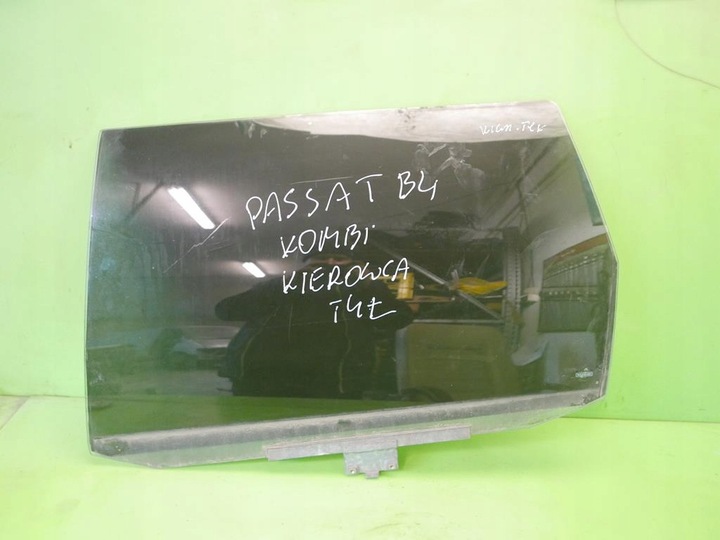 PASSAT B4
KOMBI
KIEROWCA
TYŁ